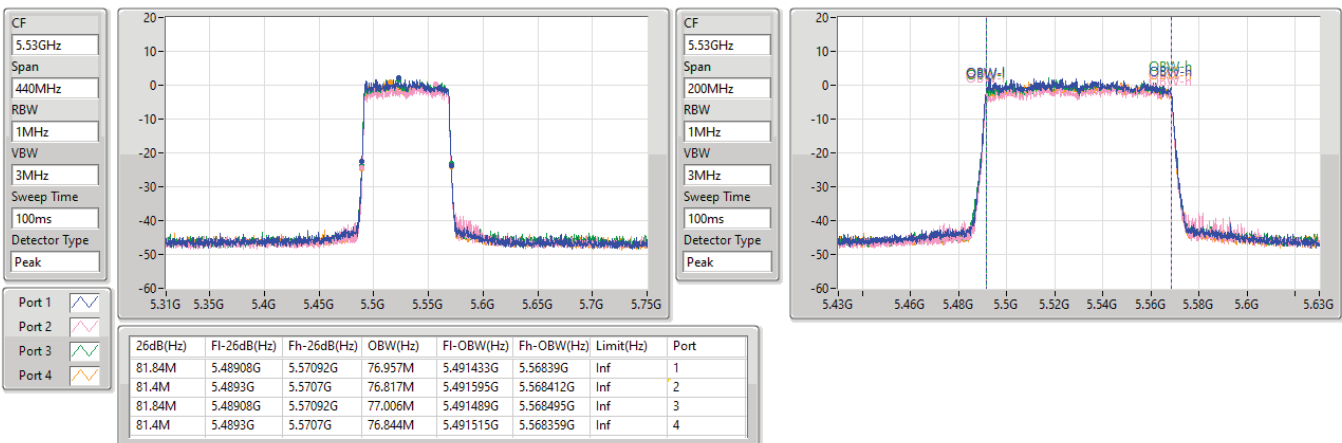 CF
5.53GHz
Span
440MHz
RBW
1MHz
VBW
3MHz
Sweep Time
100ms
Detector Type
Peak
20
10
0
-10
-20
-30
-40
-50
-60
5.31G 5.35G 5.4G 5.45G 5.5G 5.55G 5.6G 5.65G 5.7G 5.75G
CF
5.53GHz
Span
200MHz
RBW
1MHz
VBW
3MHz
Sweep Time
100ms
Detector Type
Peak
20
10
0
-10
-20
-30
-40
-50
-60
OBW-l OBW-h
5.43G 5.46G 5.48G 5.5G 5.52G 5.54G 5.56G 5.58G 5.6G 5.63G
Port 1
Port 2
Port 3
Port 4
26dB(Hz) Fl-26dB(Hz) Fh-26dB(Hz) OBW(Hz) Fl-OBW(Hz) Fh-OBW(Hz) Limit(Hz) Port
81.84M 5.48908G 5.57092G 76.957M 5.491433G 5.56839G Inf 1
81.4M 5.4893G 5.5707G 76.817M 5.491595G 5.568412G Inf 2
81.84M 5.48908G 5.57092G 77.006M 5.491489G 5.568495G Inf 3
81.4M 5.4893G 5.5707G 76.844M 5.491515G 5.568359G Inf 4